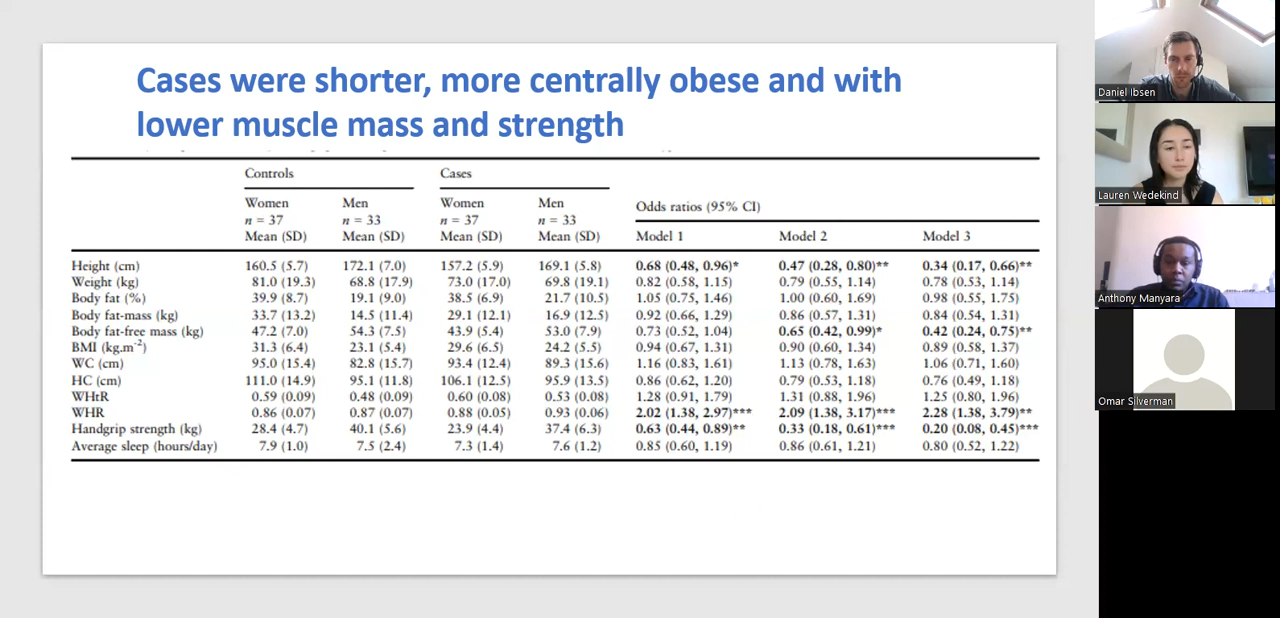 Cases were shorter, more centrally obese and with
lower muscle mass and strength
Controls Cases
Women Men Women Men Odds ratios (95% CI)
n = 37 n = 33 n = 37 n = 33
Mean (SD) Mean (SD) Mean (SD) Mean (SD) Model 1 Model 2 Model 3
Height (cm) 160.5 (5.7) 172.1 (7.0) 157.2 (5.9) 169.1 (5.8) 0.68 (0.48, 0.96)* 0.47 (0.28, 0.80)** 0.34 (0.17, 0.66)**
Weight (kg) 81.0 (19.3) 68.8 (17.9) 73.0 (17.0) 69.8 (19.1) 0.82 (0.58, 1.15) 0.79 (0.55, 1.14) 0.78 (0.53, 1.14)
Body fat (%) 39.9 (8.7) 19.1 (9.0) 38.5 (6.9) 21.7 (10.5) 1.05 (0.75, 1.46) 1.00 (0.60, 1.69) 0.98 (0.55, 1.75)
Body fat-mass (kg) 33.7 (13.2) 14.5 (11.4) 29.1 (12.1) 16.9 (12.5) 0.92 (0.66, 1.29) 0.86 (0.57, 1.31) 0.84 (0.54, 1.31)
Body fat-free mass (kg) 47.2 (7.0) 54.3 (7.5) 43.9 (5.4) 53.0 (7.9) 0.73 (0.52, 1.04) 0.65 (0.42, 0.99)* 0.42 (0.24, 0.75)**
BMI (kg.m⁻²) 31.3 (6.4) 23.1 (5.4) 29.6 (6.5) 24.2 (5.5) 0.94 (0.67, 1.31) 0.90 (0.60, 1.34) 0.89 (0.58, 1.37)
WC (cm) 95.0 (15.4) 82.8 (15.7) 93.4 (12.4) 89.3 (15.6) 1.16 (0.83, 1.61) 1.13 (0.78, 1.63) 1.06 (0.71, 1.60)
HC (cm) 111.0 (14.9) 95.1 (11.8) 106.1 (12.5) 95.9 (13.5) 0.86 (0.62, 1.20) 0.79 (0.53, 1.18) 0.76 (0.49, 1.18)
WHtR 0.59 (0.09) 0.48 (0.09) 0.60 (0.08) 0.53 (0.08) 1.28 (0.91, 1.79) 1.31 (0.88, 1.96) 1.25 (0.80, 1.96)
WHR 0.86 (0.07) 0.87 (0.07) 0.88 (0.05) 0.93 (0.06) 2.02 (1.38, 2.97)*** 2.09 (1.38, 3.17)*** 2.28 (1.38, 3.79)**
Handgrip strength (kg) 28.4 (4.7) 40.1 (5.6) 23.9 (4.4) 37.4 (6.3) 0.63 (0.44, 0.89)** 0.33 (0.18, 0.61)*** 0.20 (0.08, 0.45)***
Average sleep (hours/day) 7.9 (1.0) 7.5 (2.4) 7.3 (1.4) 7.6 (1.2) 0.85 (0.60, 1.19) 0.86 (0.61, 1.21) 0.80 (0.52, 1.22)
Daniel Ibsen
Lauren Wedekind
Anthony Manyara
Omar Silverman